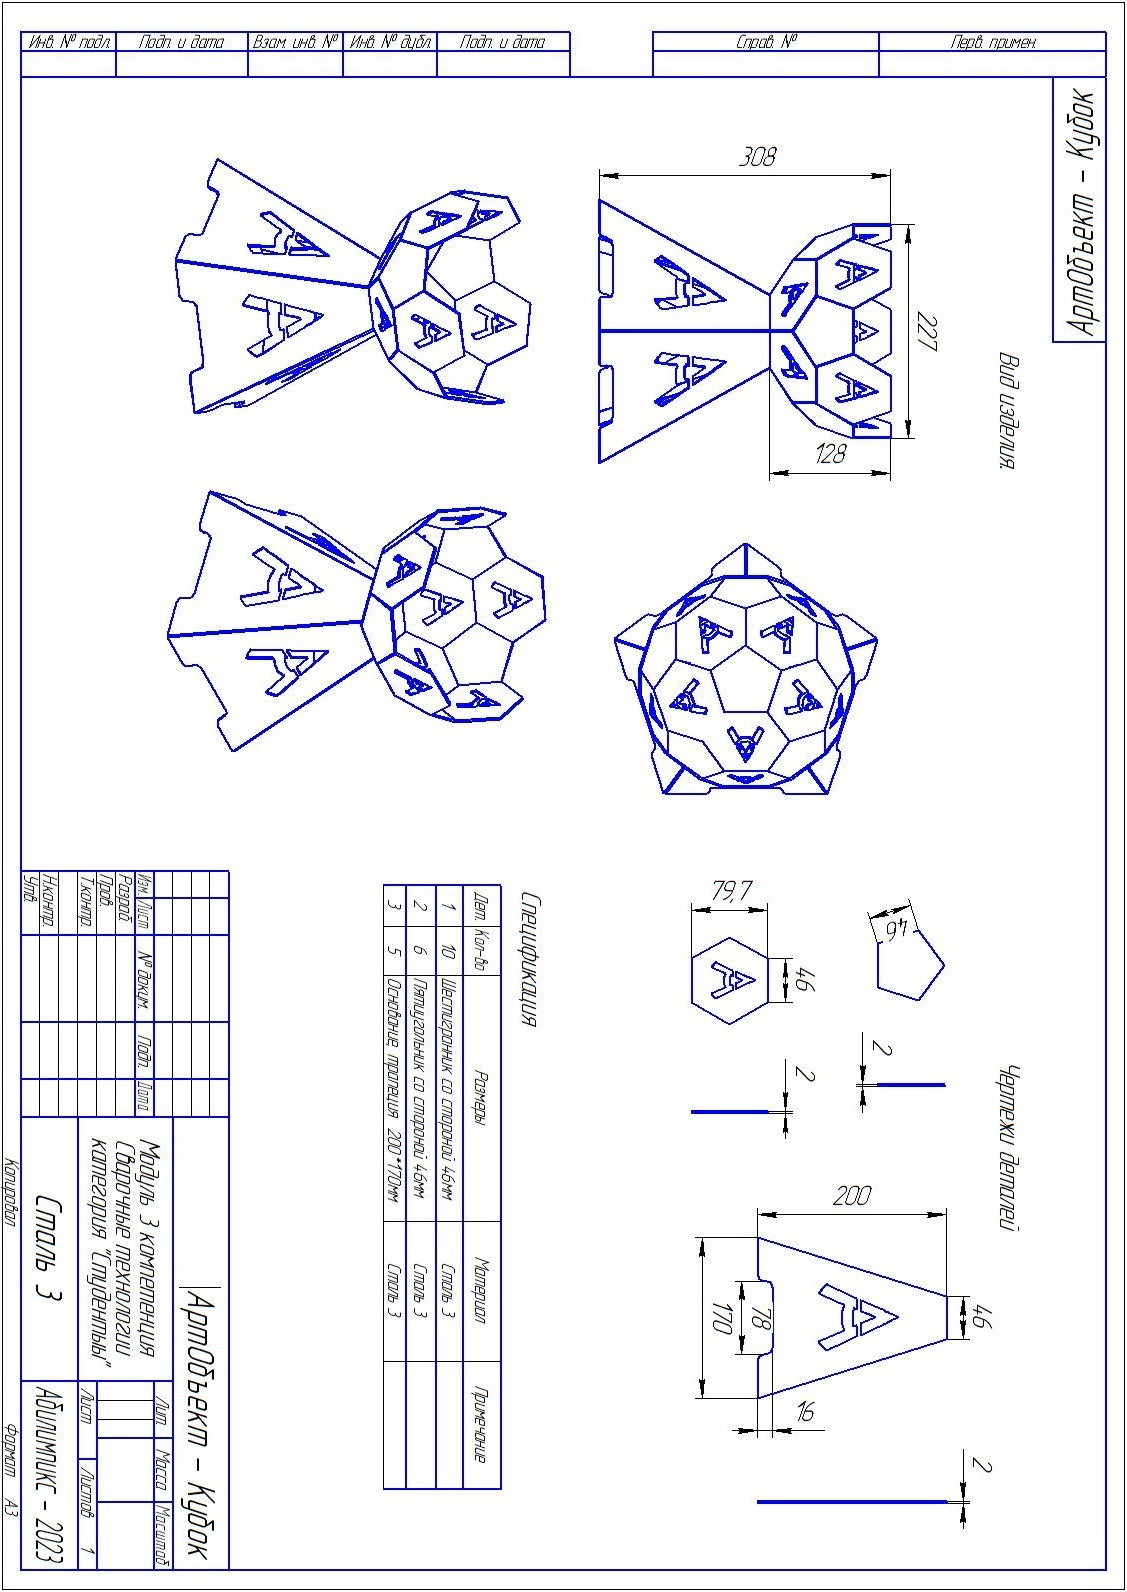 АртОбъект - Кубок
Перв. примен.
Справ. №
Подп. и дата
Инв. № дубл.
Взам. инв. №
Подп. и дата
Инв. № подл.
Вид изделия.
308
227
128
Чертежи деталей
46
2
79,7
46
2
200
46
170
78
16
2
Спецификация
Дет. Кол-во Размеры Материал Примечание
1 10 Шестигранник со стороной 46мм Сталь 3
2 6 Пятиугольник со стороной 46мм Сталь 3
3 5 Основание, трапеция 200*170мм Сталь 3
АртОбъект - Кубок
Изм. Лист № докум. Подп. Дата
Разраб.
Пров.
Т.контр.
Н.контр.
Утв.
Модуль 3 компетенция
Сварочные технологии
категория "Студенты"
Лит. Масса Масштаб
Лист Листов 1
Сталь 3
Абилимпикс - 2023
Копировал Формат А3